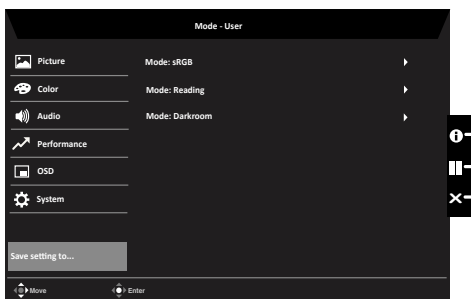 Mode - User
Picture
Mode: sRGB
Color
Mode: Reading
Audio
Mode: Darkroom
Performance
OSD
System
Save setting to...
Move
Enter